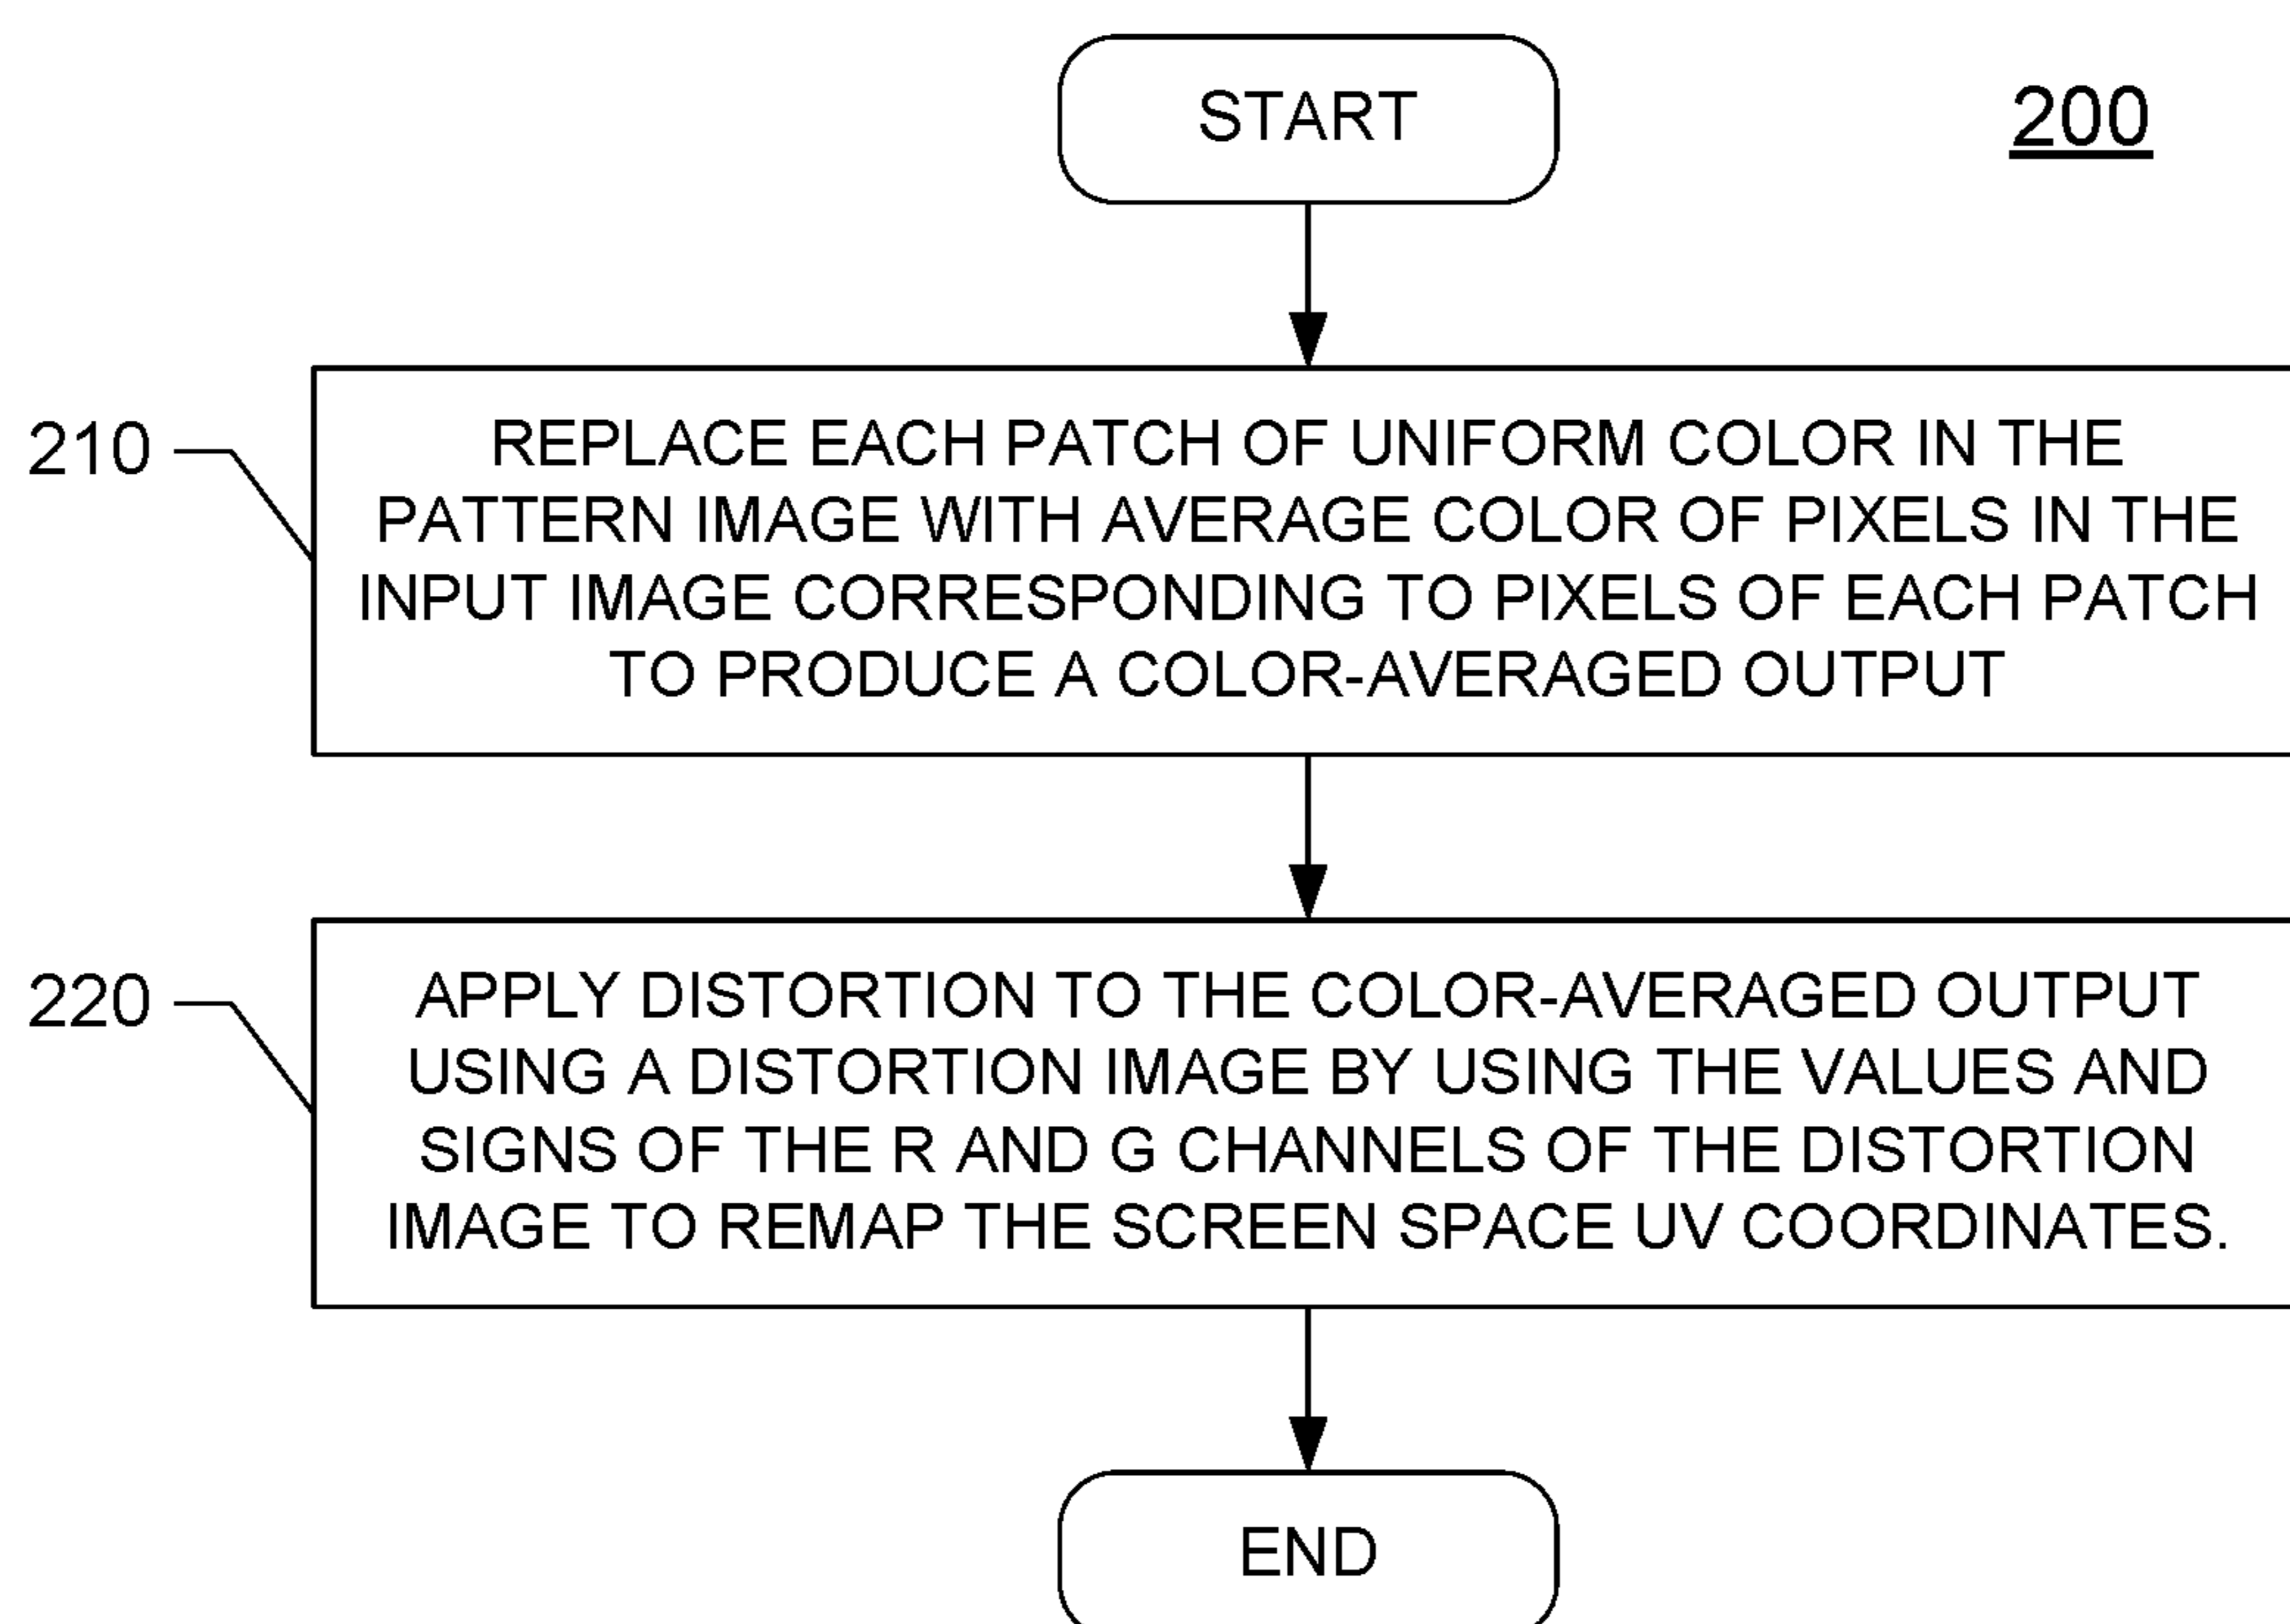 START
200
210
REPLACE EACH PATCH OF UNIFORM COLOR IN THE
PATTERN IMAGE WITH AVERAGE COLOR OF PIXELS IN THE
INPUT IMAGE CORRESPONDING TO PIXELS OF EACH PATCH
TO PRODUCE A COLOR-AVERAGED OUTPUT
220
APPLY DISTORTION TO THE COLOR-AVERAGED OUTPUT
USING A DISTORTION IMAGE BY USING THE VALUES AND
SIGNS OF THE R AND G CHANNELS OF THE DISTORTION
IMAGE TO REMAP THE SCREEN SPACE UV COORDINATES.
END